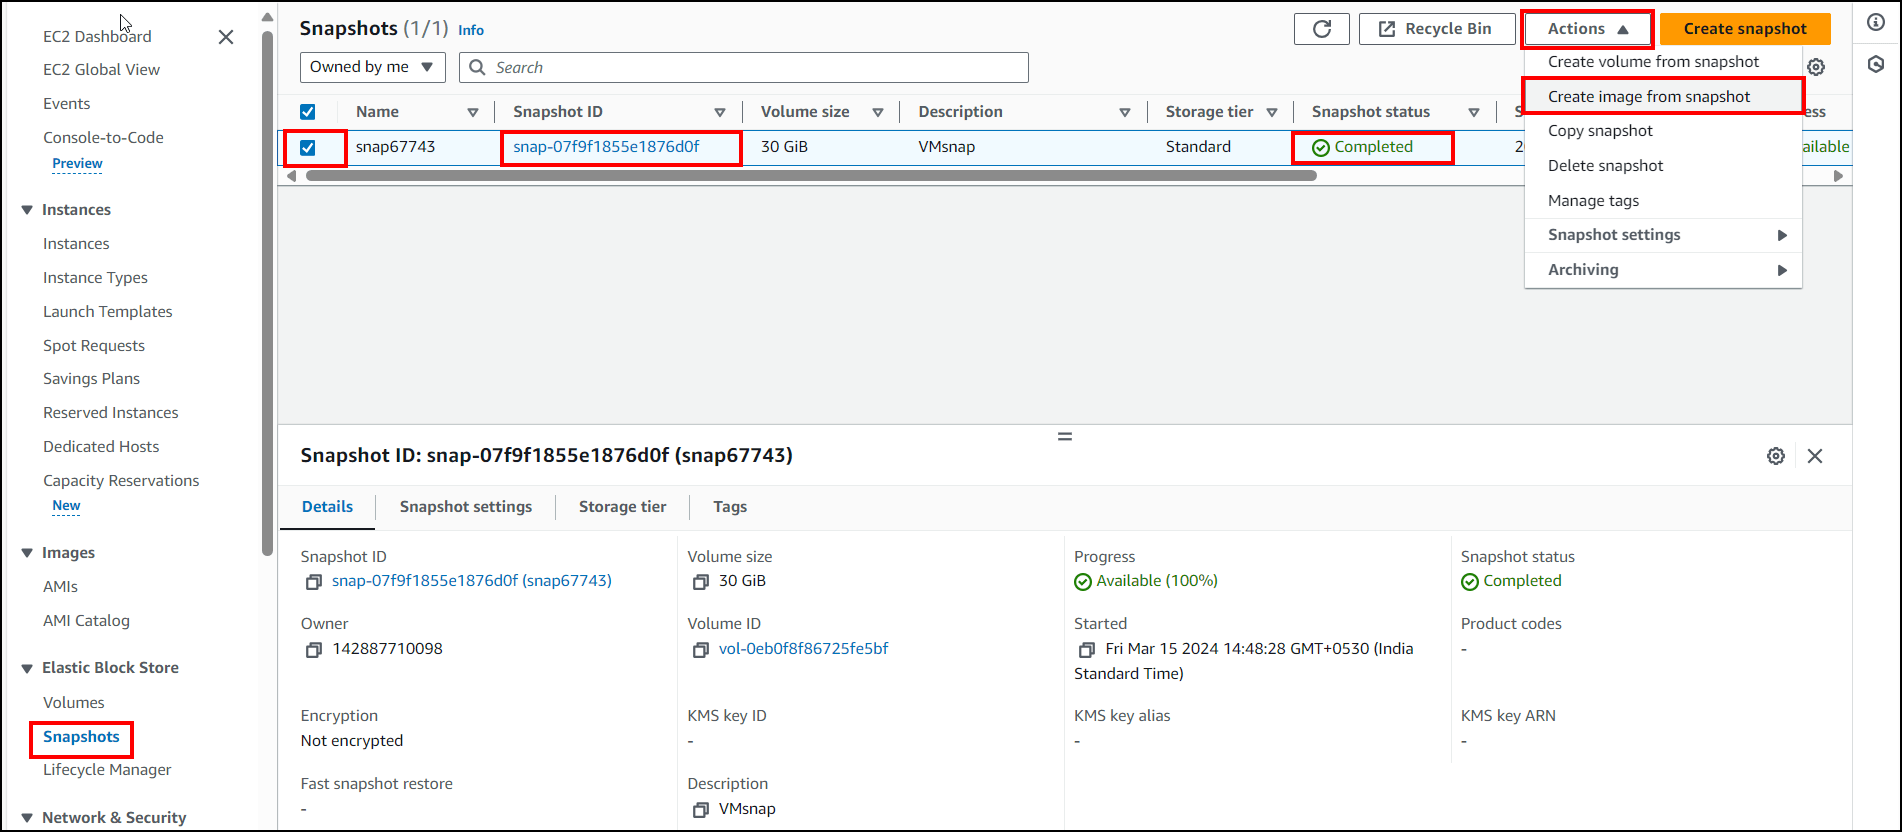 EC2 Dashboard
EC2 Global View
Events
Console-to-Code
Preview
Instances
Instances
Instance Types
Launch Templates
Spot Requests
Savings Plans
Reserved Instances
Dedicated Hosts
Capacity Reservations
New
Images
AMIs
AMI Catalog
Elastic Block Store
Volumes
Snapshots
Lifecycle Manager
Network & Security
Snapshots (1/1) Info
Recycle Bin
Actions
Create snapshot
Owned by me
Search
Name Snapshot ID Volume size Description Storage tier Snapshot status S ess
snap67743 snap-07f9f1855e1876d0f 30 GiB VMsnap Standard Completed 20 ailable
Create volume from snapshot
Create image from snapshot
Copy snapshot
Delete snapshot
Manage tags
Snapshot settings
Archiving
Snapshot ID: snap-07f9f1855e1876d0f (snap67743)
Details Snapshot settings Storage tier Tags
Snapshot ID
snap-07f9f1855e1876d0f (snap67743)
Volume size
30 GiB
Progress
Available (100%)
Snapshot status
Completed
Owner
142887710098
Volume ID
vol-0eb0f8f86725fe5bf
Started
Fri Mar 15 2024 14:48:28 GMT+0530 (India
Standard Time)
Product codes
-
Encryption
Not encrypted
KMS key ID
-
KMS key alias
-
KMS key ARN
-
Fast snapshot restore
-
Description
VMsnap